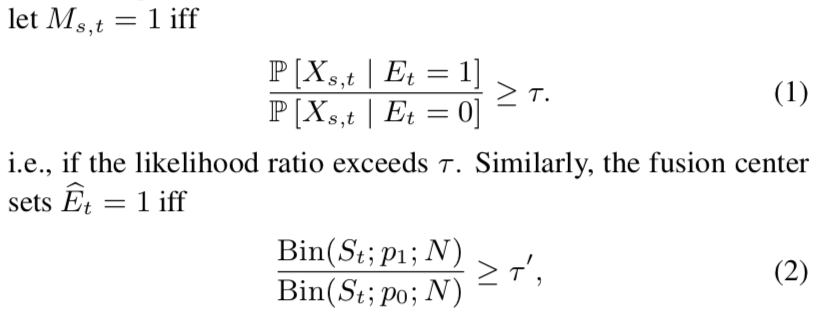 let $M_{s,t} = 1$ iff
$$\frac{\mathbb{P}\left[X_{s,t} \mid E_t = 1\right]}{\mathbb{P}\left[X_{s,t} \mid E_t = 0\right]} \geq \tau. \quad (1)$$
i.e., if the likelihood ratio exceeds $\tau$. Similarly, the fusion center
sets $\widehat{E}_t = 1$ iff
$$\frac{\mathrm{Bin}(S_t; p_1; N)}{\mathrm{Bin}(S_t; p_0; N)} \geq \tau', \quad (2)$$